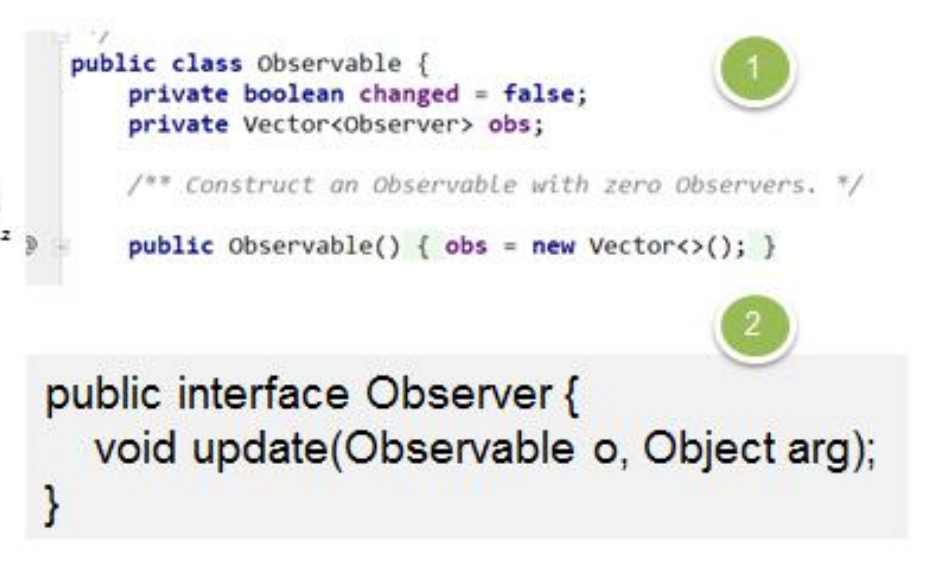 */
public class Observable {
1
private boolean changed = false;
private Vector<Observer> obs;
/** Construct an Observable with zero Observers. */
public Observable() { obs = new Vector<>(); }
2
public interface Observer {
void update(Observable o, Object arg);
}